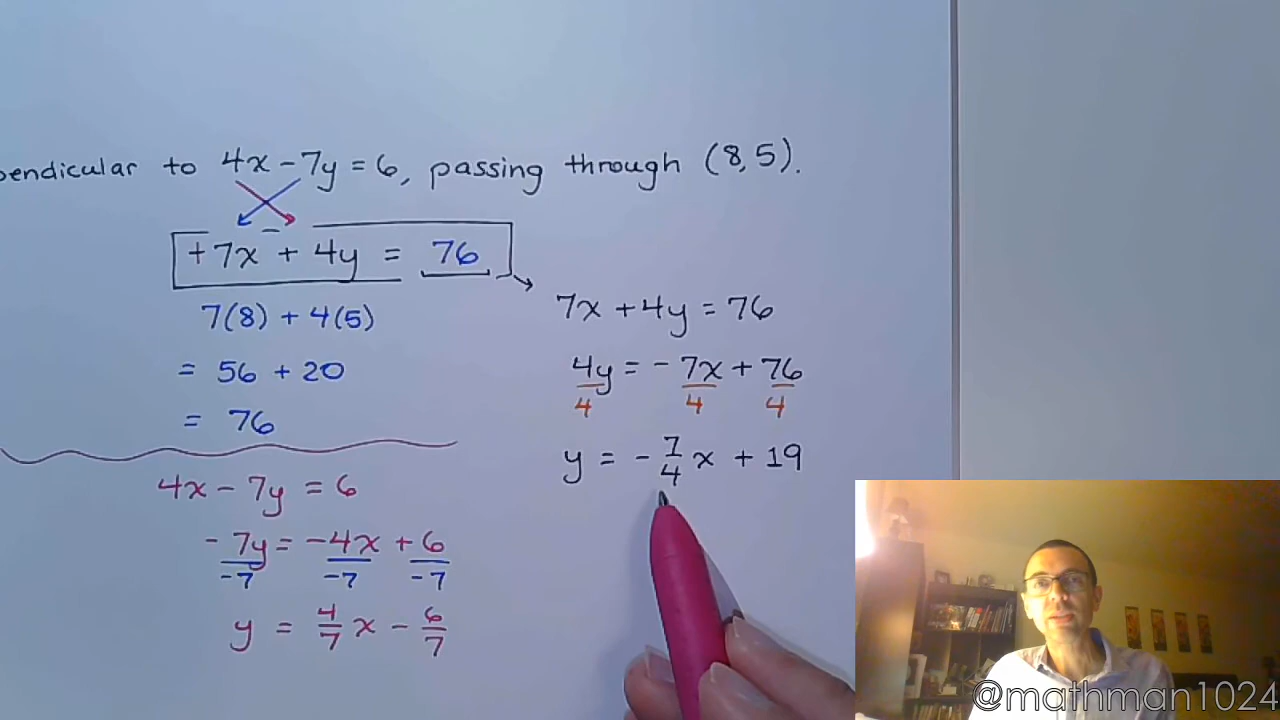 pendicular to 4x - 7y = 6, passing through (8,5).
+7x + 4y = 76
7(8) + 4(5)
= 56 + 20
= 76
7x + 4y = 76
4y = - 7x + 76
4 4 4
y = - 7/4 x + 19
4x - 7y = 6
- 7y = -4x + 6
-7 -7 -7
y = 4/7 x - 6/7
@mathman1024